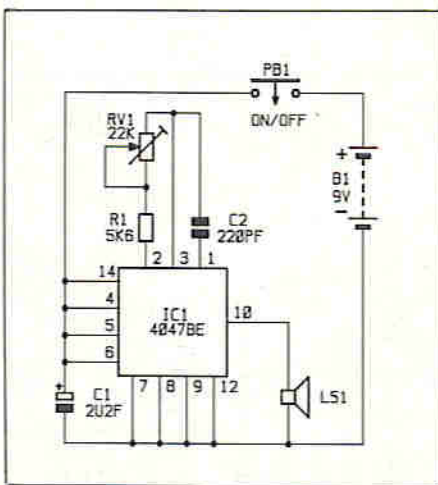 PB1
ON/OFF
RV1
22K
+
B1
9V
-
R1
5K6
C2
220PF
2 3 1
14
4
5
6
IC1
4047BE
10
7 8 9 12
+
C1
2U2F
LS1